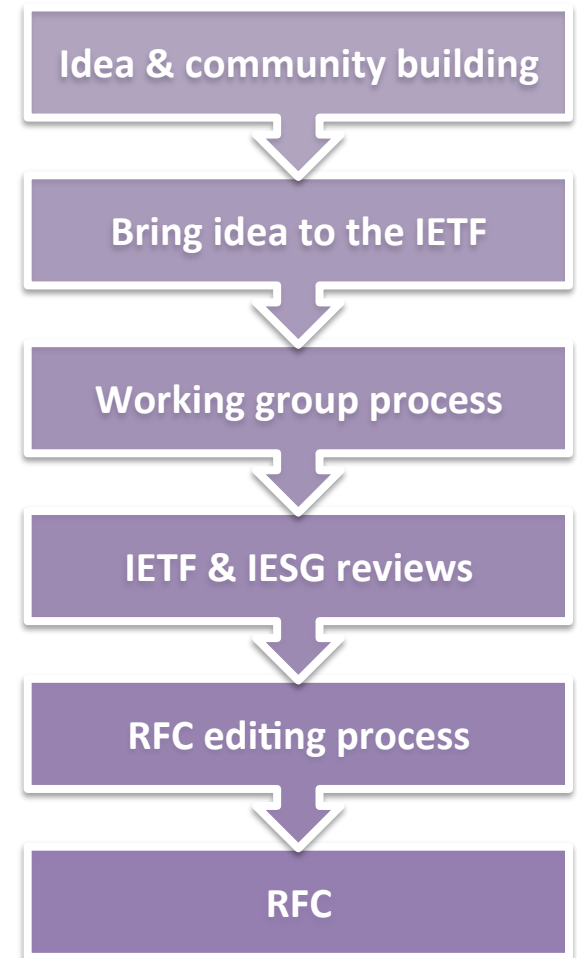 Idea & community building
Bring idea to the IETF
Working group process
IETF & IESG reviews
RFC editing process
RFC